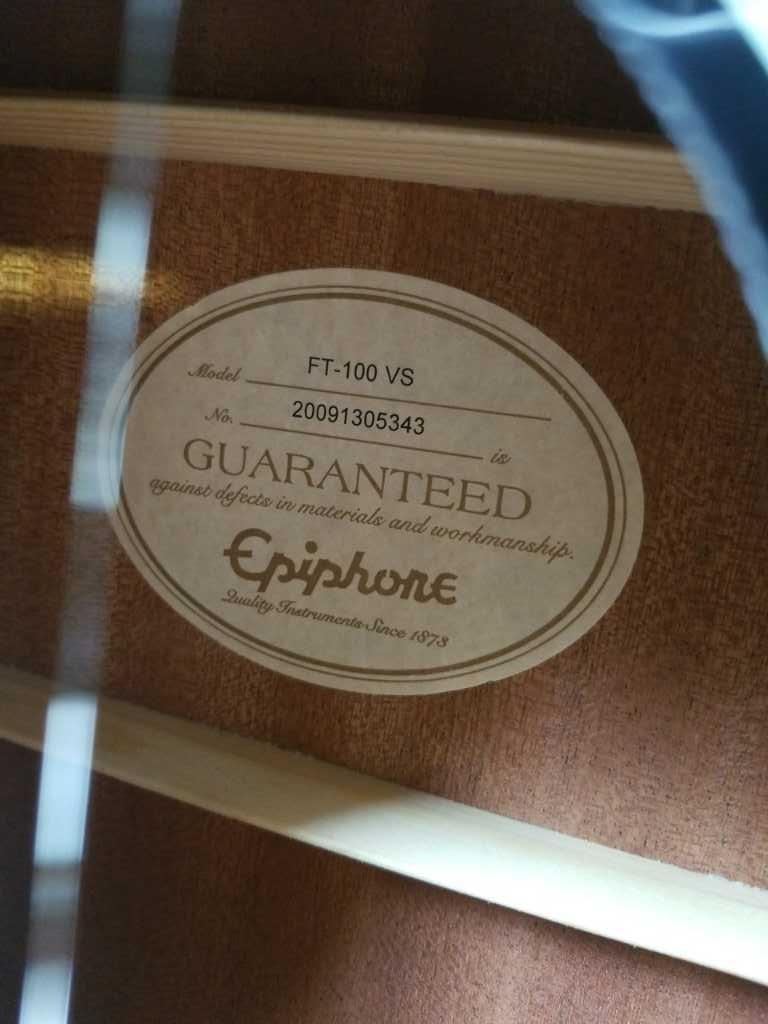 Model FT-100 VS
No. 20091305343 is
GUARANTEED
against defects in materials and workmanship.
Epiphone
Quality Instruments Since 1873